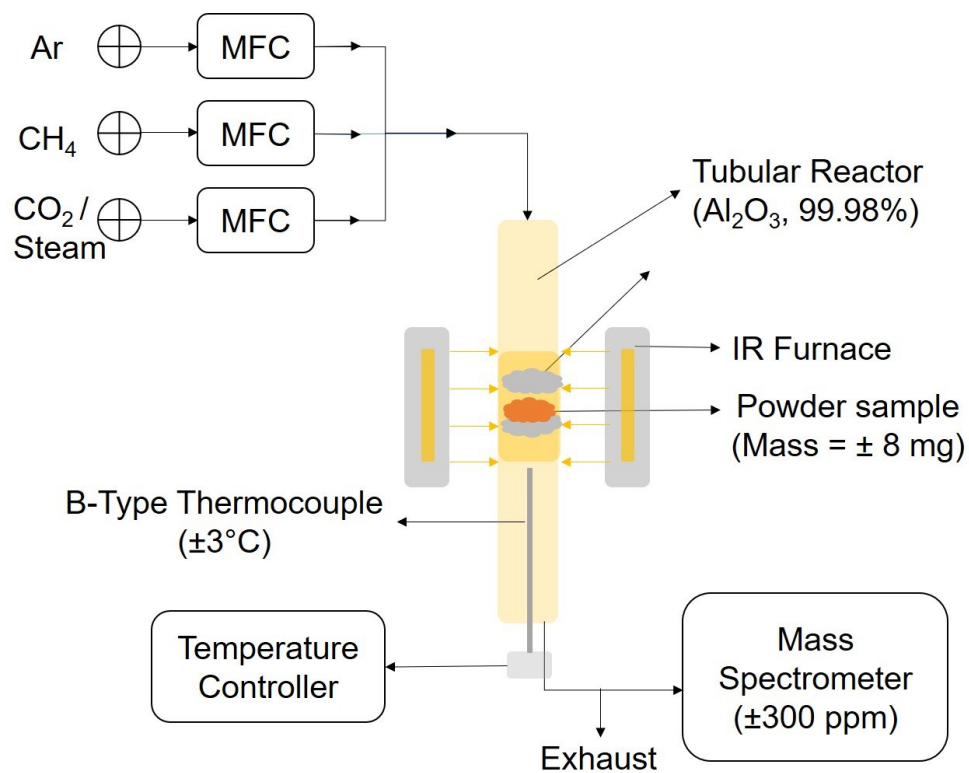 Ar
MFC
CH₄
MFC
CO₂ /
Steam
MFC
Tubular Reactor
(Al₂O₃, 99.98%)
IR Furnace
Powder sample
(Mass = ± 8 mg)
B-Type Thermocouple
(±3°C)
Temperature
Controller
Mass
Spectrometer
(±300 ppm)
Exhaust